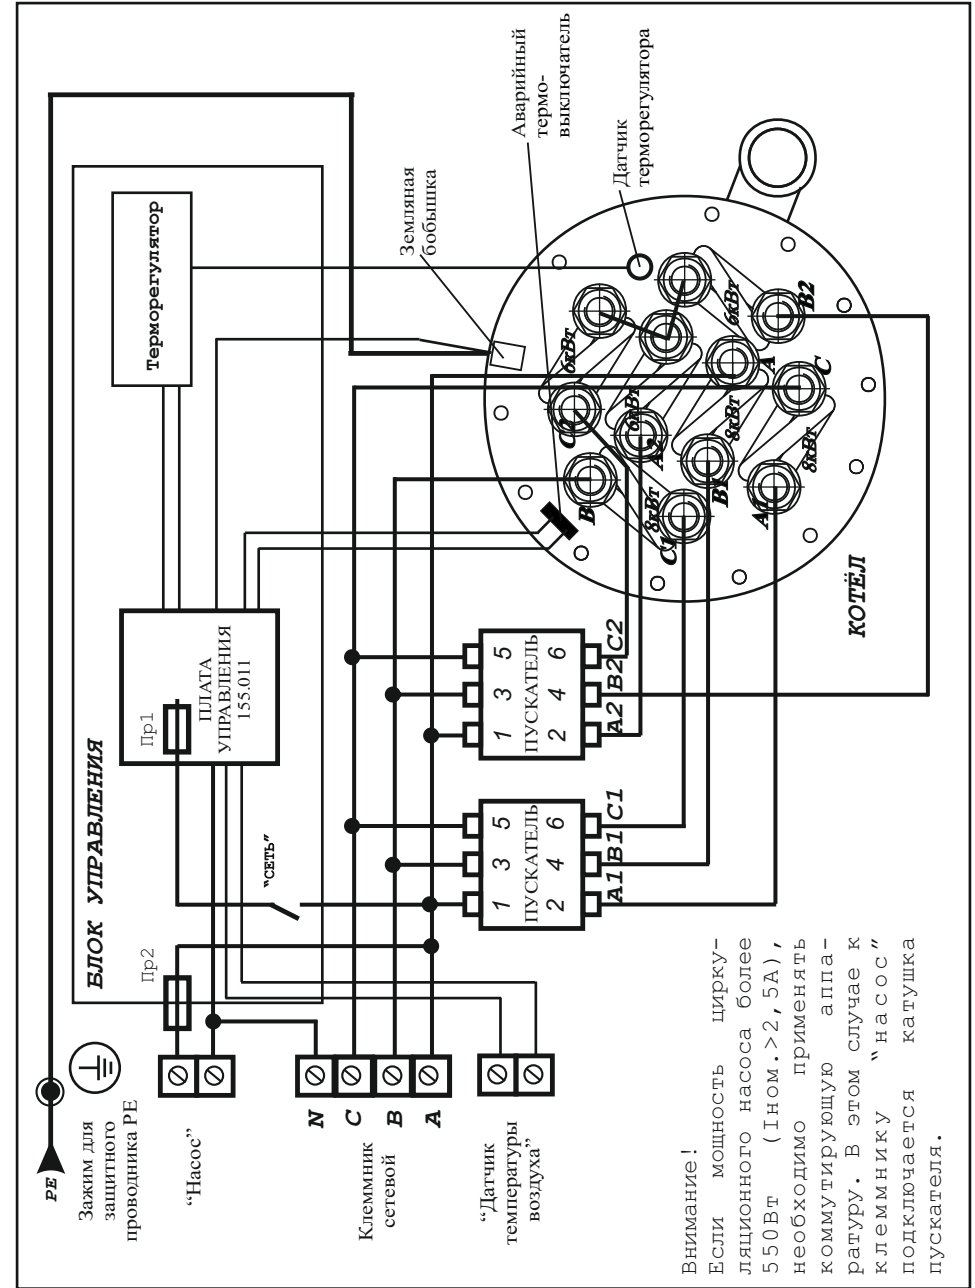 PE
Зажим для
защитного
проводника PE
"Насос"
N
C
B
A
Клеммник
сетевой
"Датчик
температуры
воздуха"
БЛОК УПРАВЛЕНИЯ
Пр2
"СЕТЬ"
Пр1
ПЛАТА
УПРАВЛЕНИЯ
155.011
Терморегулятор
1 3 5
ПУСКАТЕЛЬ
2 4 6
A1 B1 C1
1 3 5
ПУСКАТЕЛЬ
2 4 6
A2 B2 C2
Земляная
бобышка
Аварийный
термо-
выключатель
Датчик
терморегулятора
C2
6кВт
B
A2
6кВт
C1
8кВт
B1
8кВт
A
6кВт
B2
A1
8кВт
C
КОТЁЛ
Внимание!
Если мощность цирку-
ляционного насоса более
550Вт (Iном.>2,5А),
необходимо применять
коммутирующую аппа-
ратуру. В этом случае к
клеммнику "насос"
подключается катушка
пускателя.